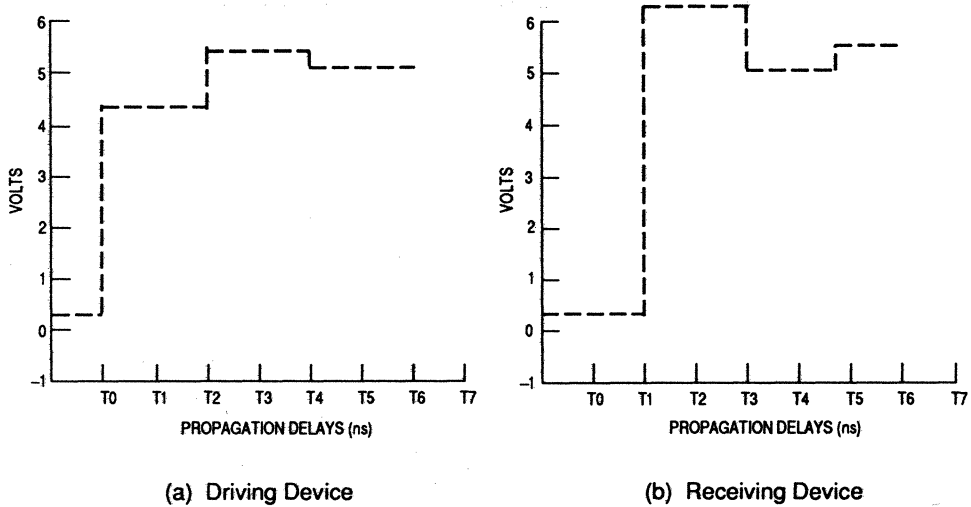 6
5
4
3
2
1
0
–1
VOLTS
T0 T1 T2 T3 T4 T5 T6 T7
PROPAGATION DELAYS (ns)
(a) Driving Device
6
5
4
3
2
1
0
–1
VOLTS
T0 T1 T2 T3 T4 T5 T6 T7
PROPAGATION DELAYS (ns)
(b) Receiving Device